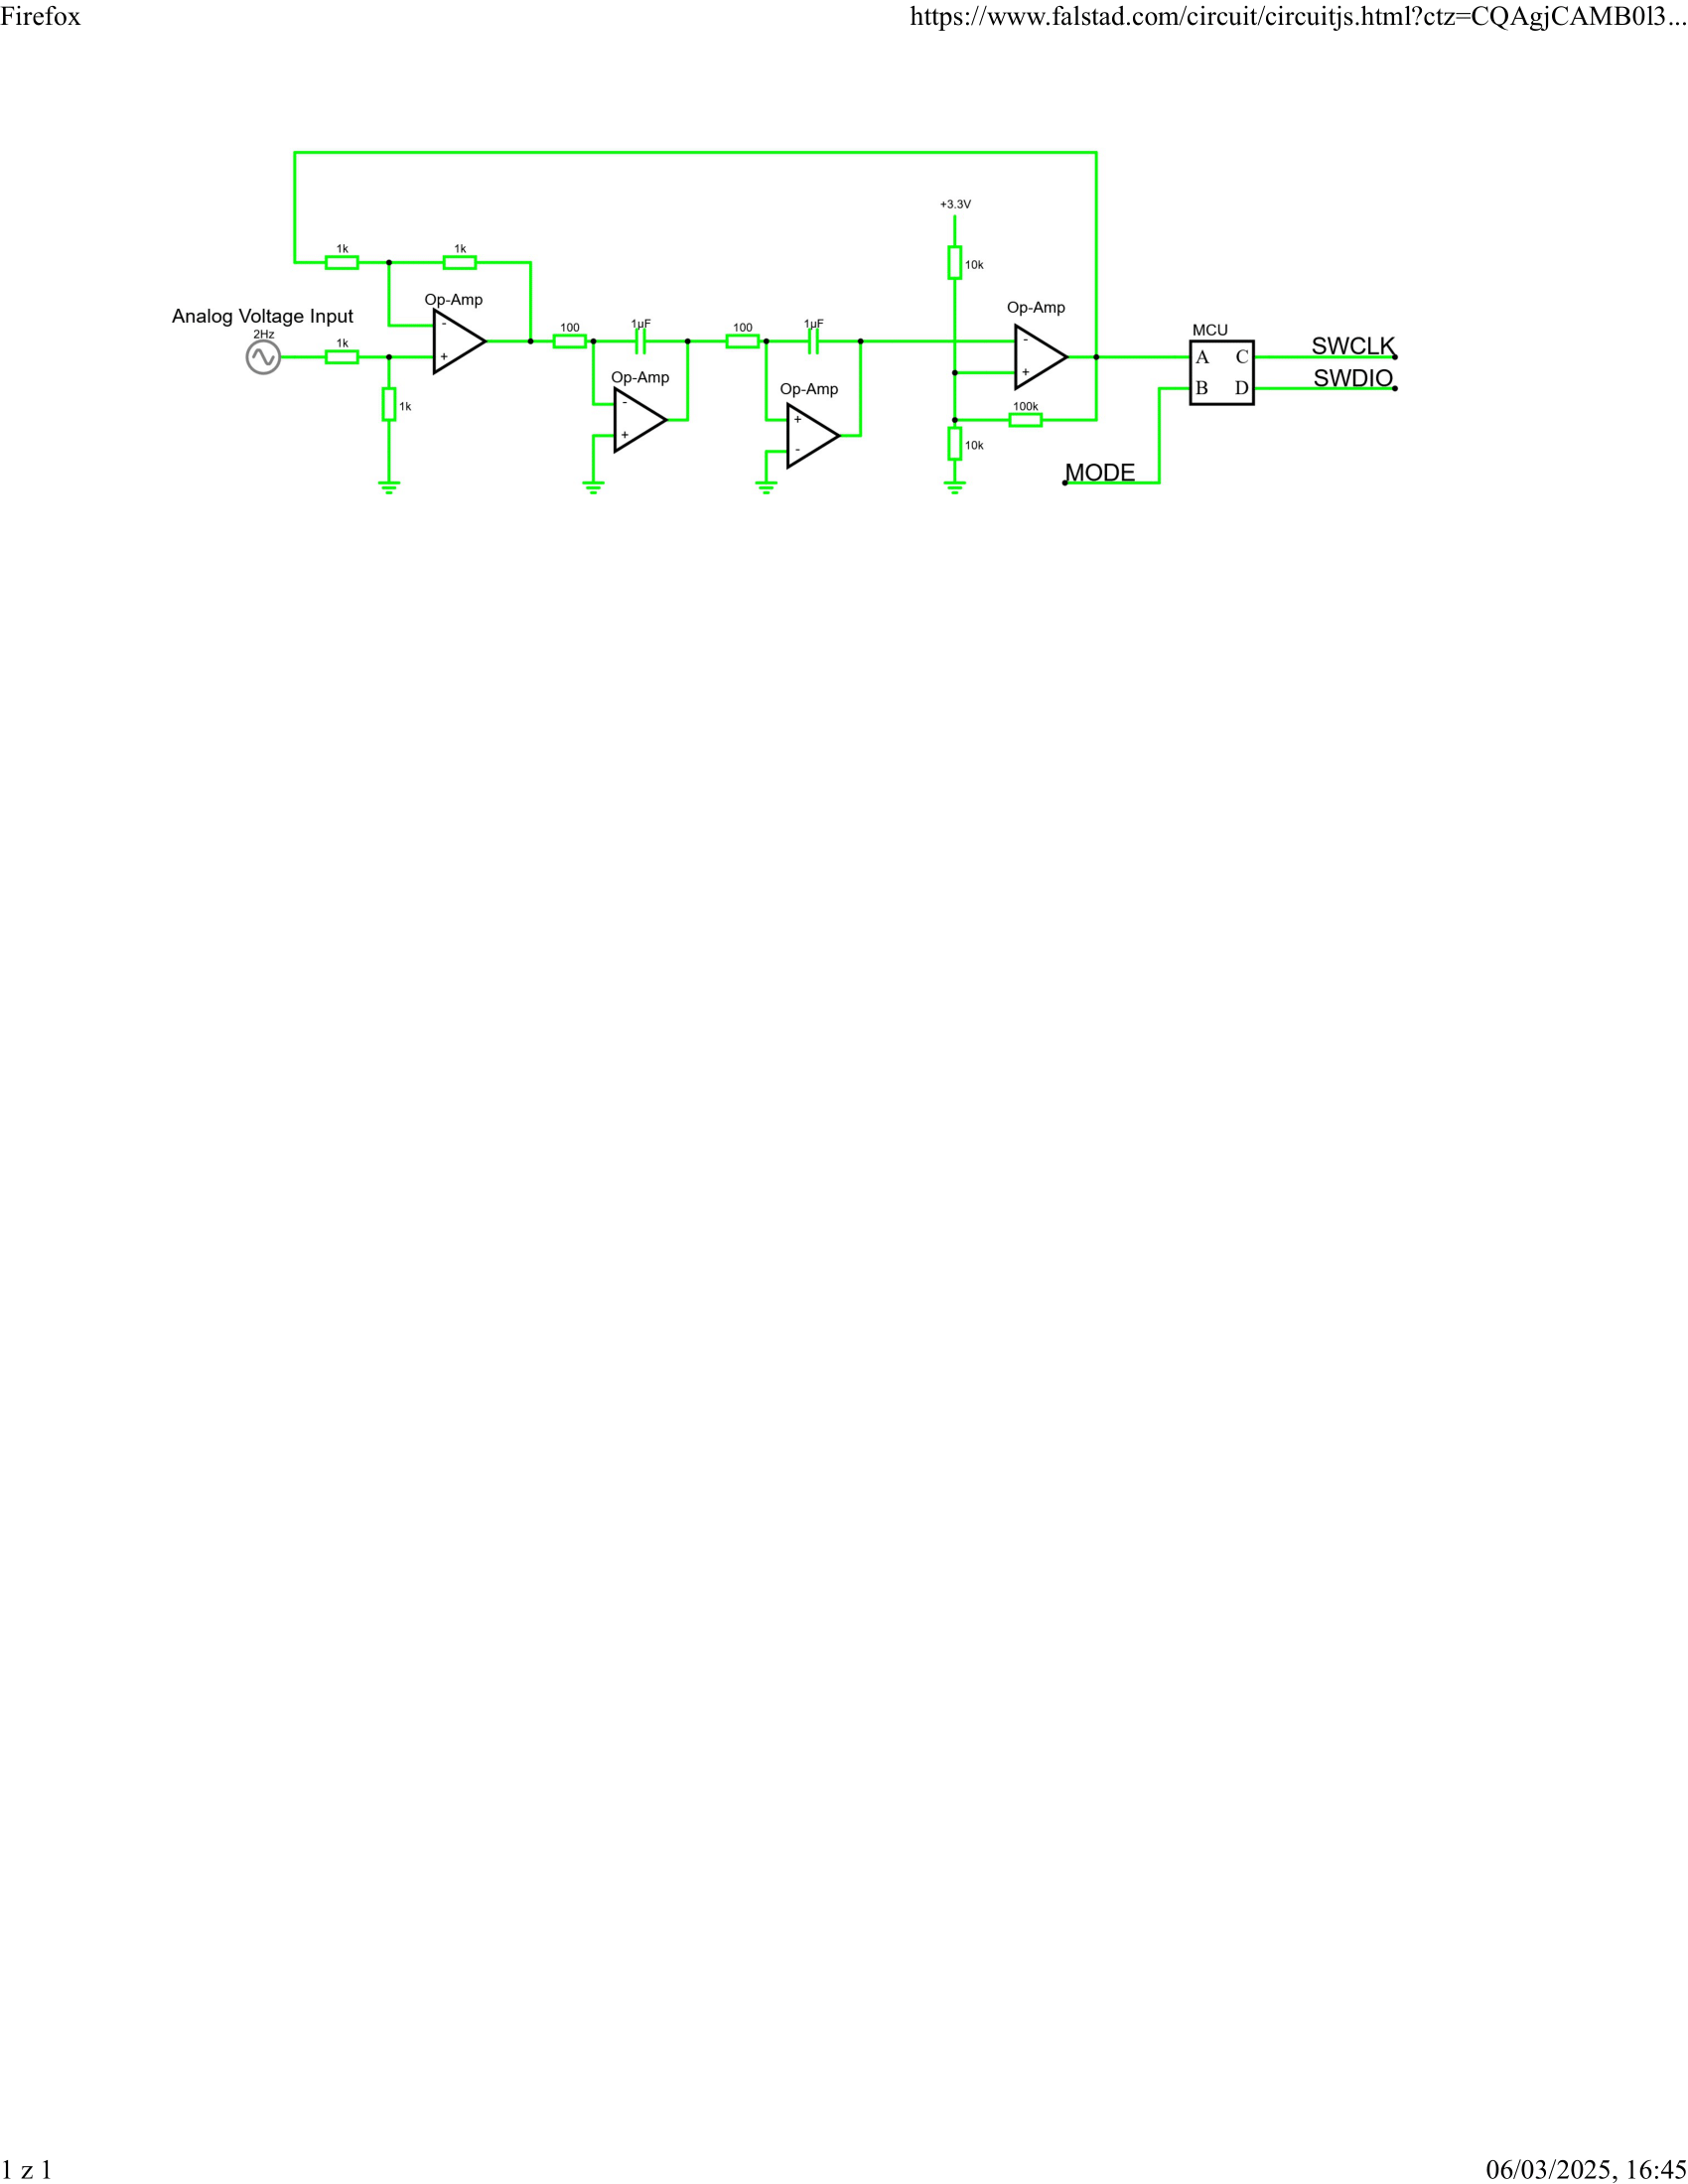 Firefox
https://www.falstad.com/circuit/circuitjs.html?ctz=CQAgjCAMB0l3...
+3.3V
1k
1k
10k
Op-Amp
Op-Amp
Analog Voltage Input
2Hz
1k
-
+
100
1µF
100
1µF
-
+
MCU
A C
B D
SWCLK
SWDIO
Op-Amp
-
+
Op-Amp
+
-
1k
100k
10k
MODE
1 z 1
06/03/2025, 16:45